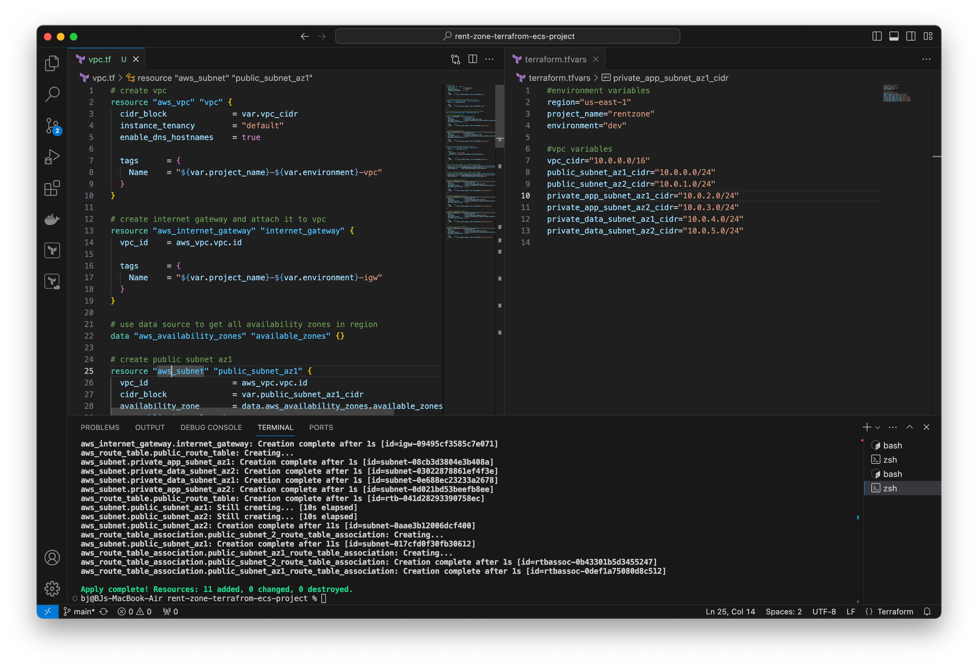 rent-zone-terrafrom-ecs-project
vpc.tf U
vpc.tf > resource "aws_subnet" "public_subnet_az1"
1 # create vpc
2 resource "aws_vpc" "vpc" {
3 cidr_block = var.vpc_cidr
4 instance_tenancy = "default"
5 enable_dns_hostnames = true
6
7 tags = {
8 Name = "${var.project_name}-${var.environment}-vpc"
9 }
10 }
11
12 # create internet gateway and attach it to vpc
13 resource "aws_internet_gateway" "internet_gateway" {
14 vpc_id = aws_vpc.vpc.id
15
16 tags = {
17 Name = "${var.project_name}-${var.environment}-igw"
18 }
19 }
20
21 # use data source to get all availability zones in region
22 data "aws_availability_zones" "available_zones" {}
23
24 # create public subnet az1
25 resource "aws_subnet" "public_subnet_az1" {
26 vpc_id = aws_vpc.vpc.id
27 cidr_block = var.public_subnet_az1_cidr
28 availability_zone = data.aws_availability_zones.available_zones
terraform.tfvars
terraform.tfvars > private_app_subnet_az1_cidr
1 #environment variables
2 region="us-east-1"
3 project_name="rentzone"
4 environment="dev"
5
6 #vpc variables
7 vpc_cidr="10.0.0.0/16"
8 public_subnet_az1_cidr="10.0.0.0/24"
9 public_subnet_az2_cidr="10.0.1.0/24"
10 private_app_subnet_az1_cidr="10.0.2.0/24"
11 private_app_subnet_az2_cidr="10.0.3.0/24"
12 private_data_subnet_az1_cidr="10.0.4.0/24"
13 private_data_subnet_az2_cidr="10.0.5.0/24"
14
2
PROBLEMS OUTPUT DEBUG CONSOLE TERMINAL PORTS
aws_internet_gateway.internet_gateway: Creation complete after 1s [id=igw-09495cf3585c7e071]
aws_route_table.public_route_table: Creating...
aws_subnet.private_app_subnet_az1: Creation complete after 1s [id=subnet-08cb3d3804e3b408a]
aws_subnet.private_data_subnet_az2: Creation complete after 1s [id=subnet-03022878861ef4f3e]
aws_subnet.private_data_subnet_az1: Creation complete after 1s [id=subnet-0e688ec23233a2678]
aws_subnet.private_app_subnet_az2: Creation complete after 1s [id=subnet-0d021bd53beefb8ee]
aws_route_table.public_route_table: Creation complete after 1s [id=rtb-041d28293390758ec]
aws_subnet.public_subnet_az1: Still creating... [10s elapsed]
aws_subnet.public_subnet_az2: Still creating... [10s elapsed]
aws_subnet.public_subnet_az2: Creation complete after 11s [id=subnet-0aae3b12006dcf400]
aws_route_table_association.public_subnet_2_route_table_association: Creating...
aws_subnet.public_subnet_az1: Creation complete after 11s [id=subnet-017cfd0f30fb30612]
aws_route_table_association.public_subnet_az1_route_table_association: Creating...
aws_route_table_association.public_subnet_2_route_table_association: Creation complete after 1s [id=rtbassoc-0b43301b5d3455247]
aws_route_table_association.public_subnet_az1_route_table_association: Creation complete after 1s [id=rtbassoc-0def1a75080d8c512]
Apply complete! Resources: 11 added, 0 changed, 0 destroyed.
bj@BJs-MacBook-Air rent-zone-terrafrom-ecs-project %
bash
zsh
bash
zsh
main* 0 0 0 Ln 25, Col 14 Spaces: 2 UTF-8 LF {} Terraform